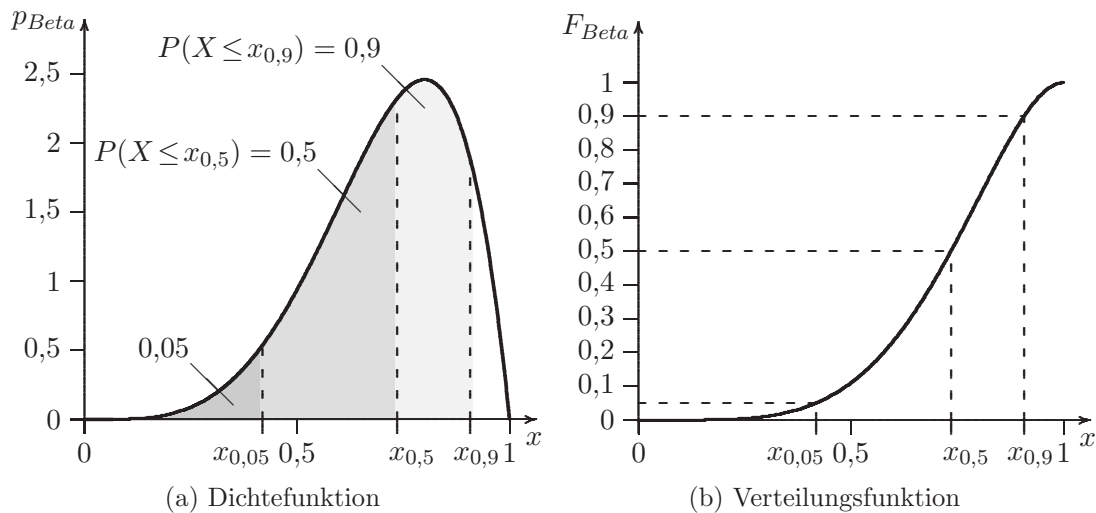 p_Beta
2,5
2
1,5
1
0,5
0
P(X ≤ x_0,9) = 0,9
P(X ≤ x_0,5) = 0,5
0,05
0 x_0,05 0,5 x_0,5 x_0,9 1 x
(a) Dichtefunktion
F_Beta
1
0,9
0,8
0,7
0,6
0,5
0,4
0,3
0,2
0,1
0
0 x_0,05 0,5 x_0,5 x_0,9 1 x
(b) Verteilungsfunktion